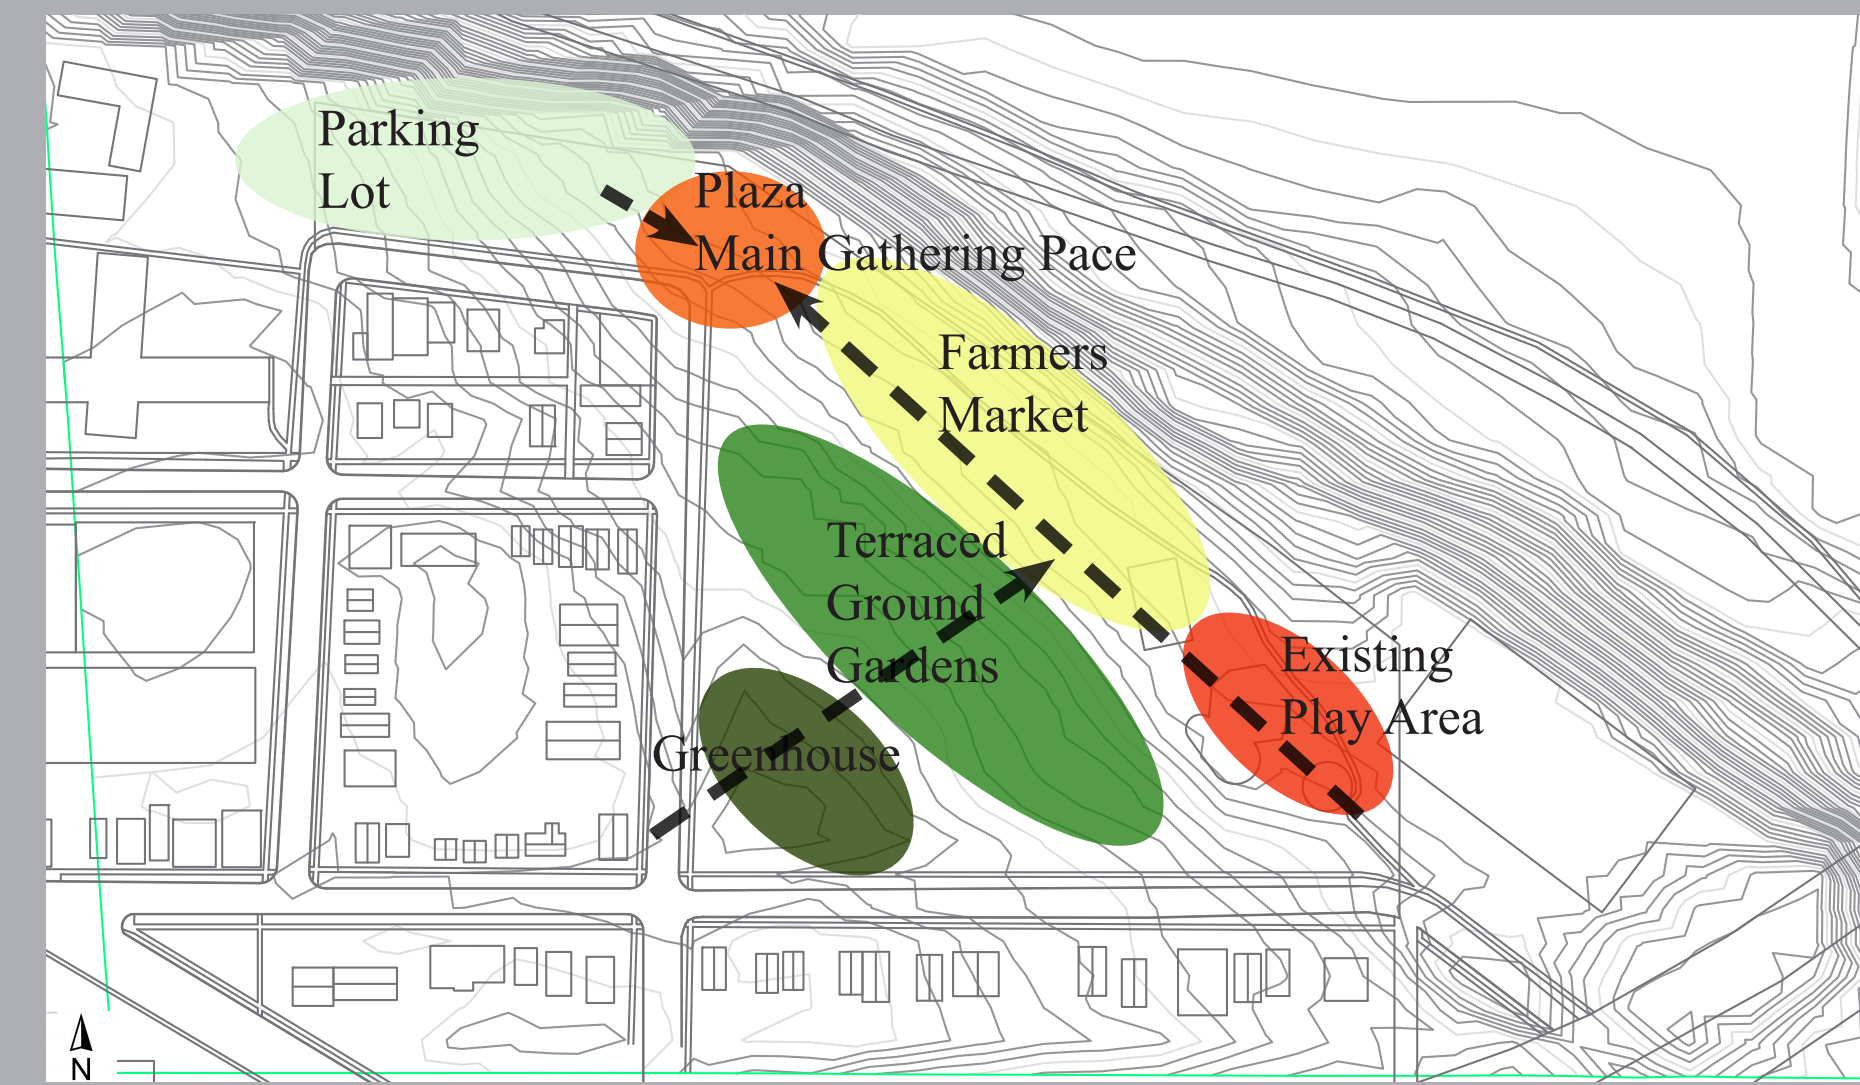 Parking
Lot
Plaza
Main Gathering Pace
Farmers
Market
Terraced
Ground
Gardens
Existing
Play Area
Greenhouse
N